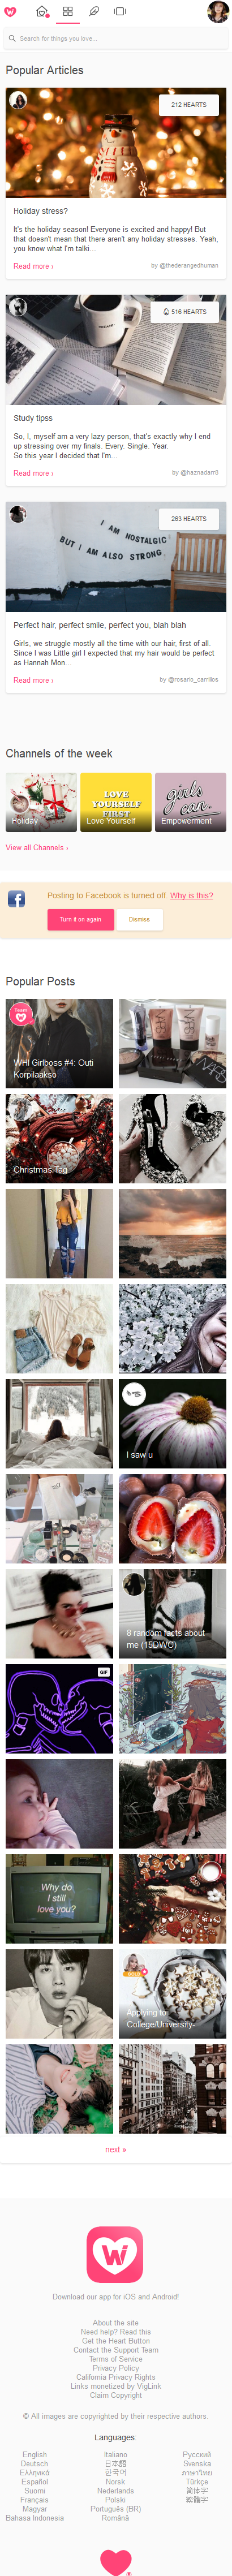 Search for things you love...
Popular Articles
212 HEARTS
Holiday stress?
It's the holiday season! Everyone is excited and happy! But
that doesn't mean that there aren't any holiday stresses. Yeah,
you know what I'm talki...
Read more ›
by @thederangedhuman
516 HEARTS
Study tipss
So, I, myself am a very lazy person, that's exactly why I end
up stressing over my finals. Every. Single. Year.
So this year I decided that I'm...
Read more ›
by @haznadarr6
263 HEARTS
I AM NOSTALGIC
BUT I AM ALSO STRONG.
Perfect hair, perfect smile, perfect you, blah blah
Girls, we struggle mostly all the time with our hair, first of all.
Since I was Little girl I expected that my hair would be perfect
as Hannah Mon...
Read more ›
by @rosario_carrillos
Channels of the week
Holiday
LOVE
YOURSELF
FIRST
Love Yourself
girls
can.
Empowerment
View all Channels ›
Posting to Facebook is turned off. Why is this?
Turn it on again
Dismiss
Popular Posts
Team
WHI Girlboss #4: Outi
Korpilaakso
NARS
Christmas Tag
I saw u
8 random facts about
me (15DWC)
GIF
Why do
I still
love you?
Applying to
College/University-
next »
Download our app for iOS and Android!
About the site
Need help? Read this
Get the Heart Button
Contact the Support Team
Terms of Service
Privacy Policy
California Privacy Rights
Links monetized by VigLink
Claim Copyright
© All images are copyrighted by their respective authors.
Languages:
English
Deutsch
Ελληνικά
Español
Suomi
Français
Magyar
Bahasa Indonesia
Italiano
日本語
한국어
Norsk
Nederlands
Polski
Português (BR)
Română
Русский
Svenska
ภาษาไทย
Türkçe
简体字
繁體字